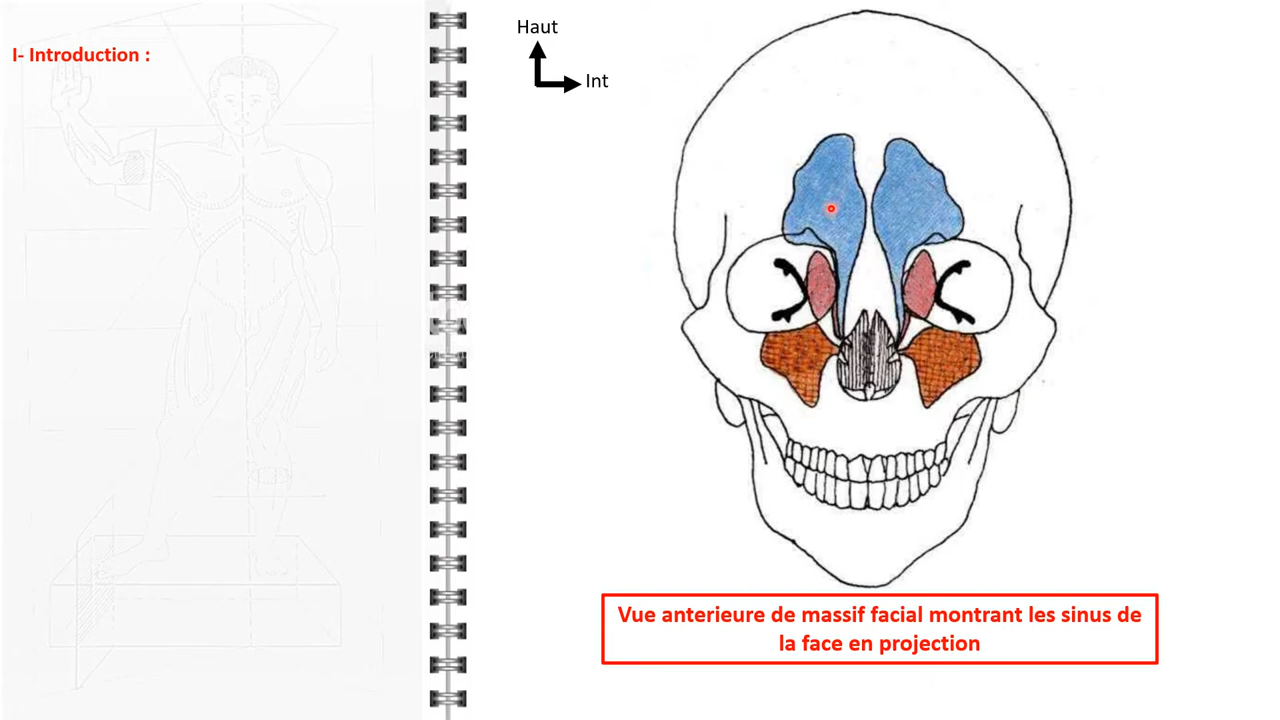 I- Introduction :
Haut
Int
Vue anterieure de massif facial montrant les sinus de
la face en projection